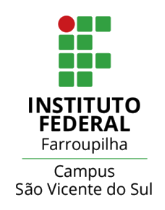 INSTITUTO
FEDERAL
Farroupilha
Campus
São Vicente do Sul